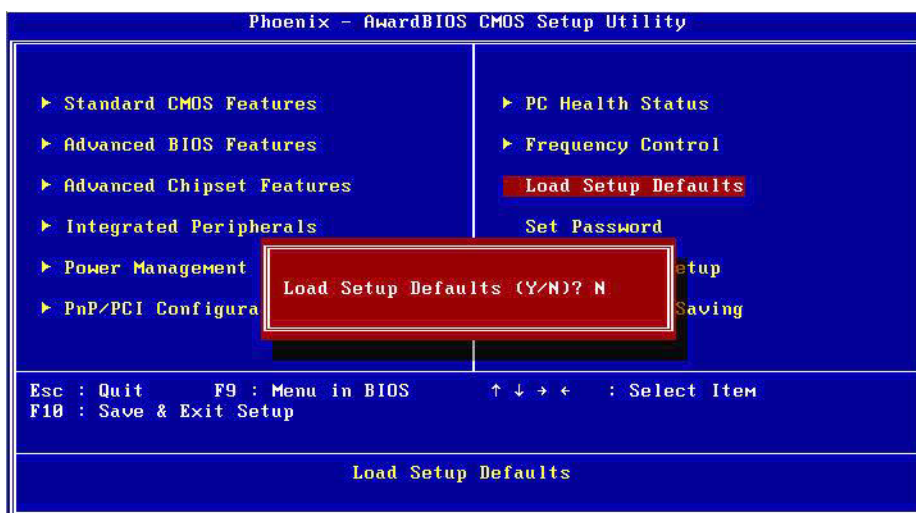 Phoenix - AwardBIOS CMOS Setup Utility
► Standard CMOS Features
► Advanced BIOS Features
► Advanced Chipset Features
► Integrated Peripherals
► Power Management
► PnP/PCI Configura
► PC Health Status
► Frequency Control
Load Setup Defaults
Set Password
etup
Saving
Load Setup Defaults (Y/N)? N
Esc : Quit F9 : Menu in BIOS ↑ ↓ → ← : Select Item
F10 : Save & Exit Setup
Load Setup Defaults